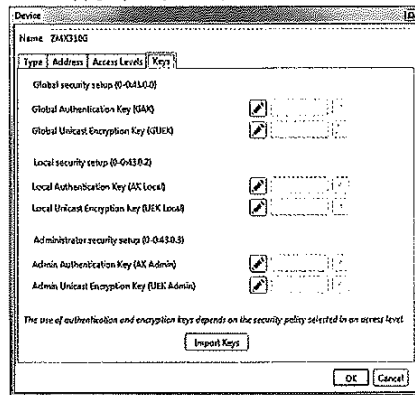 Device
Name ZMX310G
Type Address Access Levels Keys
Global security setup (0-0:43.0.0)
Global Authentication Key (GAK)
Global Unicast Encryption Key (GUEK)
Local security setup (0-0:43.0.2)
Local Authentication Key (AK Local)
Local Unicast Encryption Key (UEK Local)
Administrator security setup (0-0:43.0.3)
Admin Authentication Key (AK Admin)
Admin Unicast Encryption Key (UEK Admin)
The use of authentication and encryption keys depends on the security policy selected in an access level
Import Keys
OK Cancel